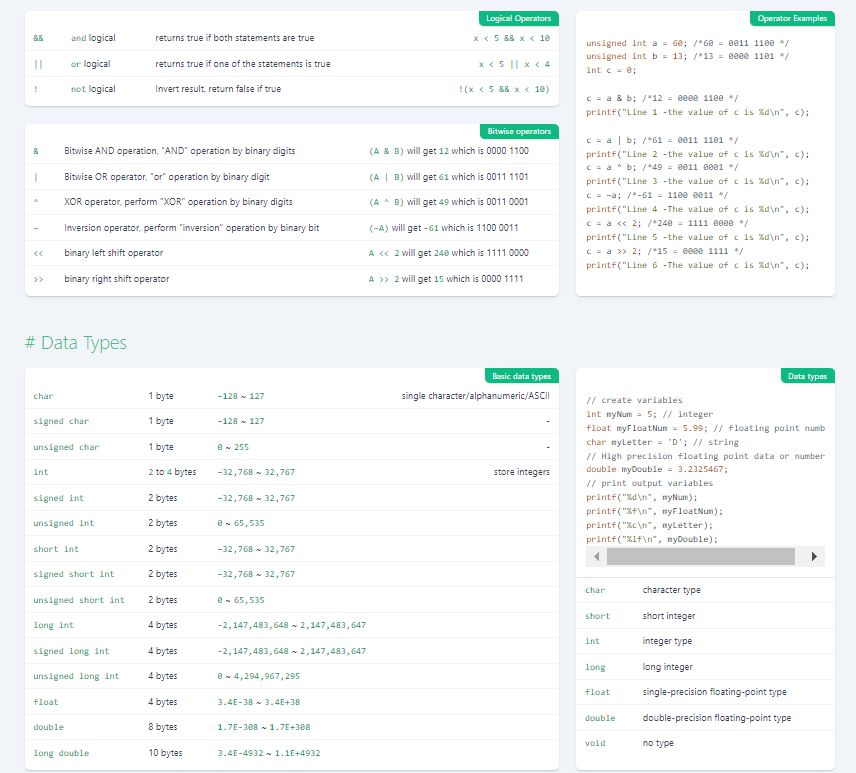 Logical Operators
&& and logical returns true if both statements are true x < 5 && x < 10
|| or logical returns true if one of the statements is true x < 5 || x < 4
! not logical Invert result, return false if true !(x < 5 && x < 10)
Bitwise operators
& Bitwise AND operation, "AND" operation by binary digits (A & B) will get 12 which is 0000 1100
| Bitwise OR operator, "or" operation by binary digit (A | B) will get 61 which is 0011 1101
^ XOR operator, perform "XOR" operation by binary digits (A ^ B) will get 49 which is 0011 0001
~ Inversion operator, perform "inversion" operation by binary bit (~A) will get -61 which is 1100 0011
<< binary left shift operator A << 2 will get 240 which is 1111 0000
>> binary right shift operator A >> 2 will get 15 which is 0000 1111
Operator Examples
unsigned int a = 60; /*60 = 0011 1100 */
unsigned int b = 13; /*13 = 0000 1101 */
int c = 0;
c = a & b; /*12 = 0000 1100 */
printf("Line 1 -the value of c is %d\n", c);
c = a | b; /*61 = 0011 1101 */
printf("Line 2 -the value of c is %d\n", c);
c = a ^ b; /*49 = 0011 0001 */
printf("Line 3 -the value of c is %d\n", c);
c = ~a; /*-61 = 1100 0011 */
printf("Line 4 -The value of c is %d\n", c);
c = a << 2; /*240 = 1111 0000 */
printf("Line 5 -the value of c is %d\n", c);
c = a >> 2; /*15 = 0000 1111 */
printf("Line 6 -The value of c is %d\n", c);
# Data Types
Basic data types
char 1 byte -128 ~ 127 single character/alphanumeric/ASCII
signed char 1 byte -128 ~ 127 -
unsigned char 1 byte 0 ~ 255 -
int 2 to 4 bytes -32,768 ~ 32,767 store integers
signed int 2 bytes -32,768 ~ 32,767
unsigned int 2 bytes 0 ~ 65,535
short int 2 bytes -32,768 ~ 32,767
signed short int 2 bytes -32,768 ~ 32,767
unsigned short int 2 bytes 0 ~ 65,535
long int 4 bytes -2,147,483,648 ~ 2,147,483,647
signed long int 4 bytes -2,147,483,648 ~ 2,147,483,647
unsigned long int 4 bytes 0 ~ 4,294,967,295
float 4 bytes 3.4E-38 ~ 3.4E+38
double 8 bytes 1.7E-308 ~ 1.7E+308
long double 10 bytes 3.4E-4932 ~ 1.1E+4932
Data types
// create variables
int myNum = 5; // integer
float myFloatNum = 5.99; // floating point numb
char myLetter = 'D'; // string
// High precision floating point data or number
double myDouble = 3.2325467;
// print output variables
printf("%d\n", myNum);
printf("%f\n", myFloatNum);
printf("%c\n", myLetter);
printf("%lf\n", myDouble);
char character type
short short integer
int integer type
long long integer
float single-precision floating-point type
double double-precision floating-point type
void no type